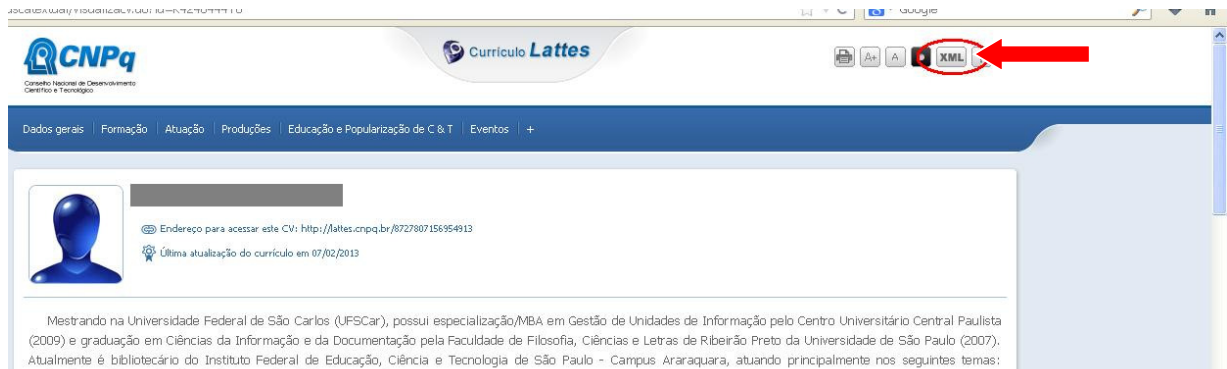 Google
CNPq
Conselho Nacional de Desenvolvimento
Científico e Tecnológico
Currículo Lattes
A+ A XML
Dados gerais | Formação | Atuação | Produções | Educação e Popularização de C & T | Eventos | +
Endereço para acessar este CV: http://lattes.cnpq.br/8727807156954913
Última atualização do currículo em 07/02/2013
Mestrando na Universidade Federal de São Carlos (UFSCar), possui especialização/MBA em Gestão de Unidades de Informação pelo Centro Universitário Central Paulista
(2009) e graduação em Ciências da Informação e da Documentação pela Faculdade de Filosofia, Ciências e Letras de Ribeirão Preto da Universidade de São Paulo (2007).
Atualmente é bibliotecário do Instituto Federal de Educação, Ciência e Tecnologia de São Paulo - Campus Araraquara, atuando principalmente nos seguintes temas: